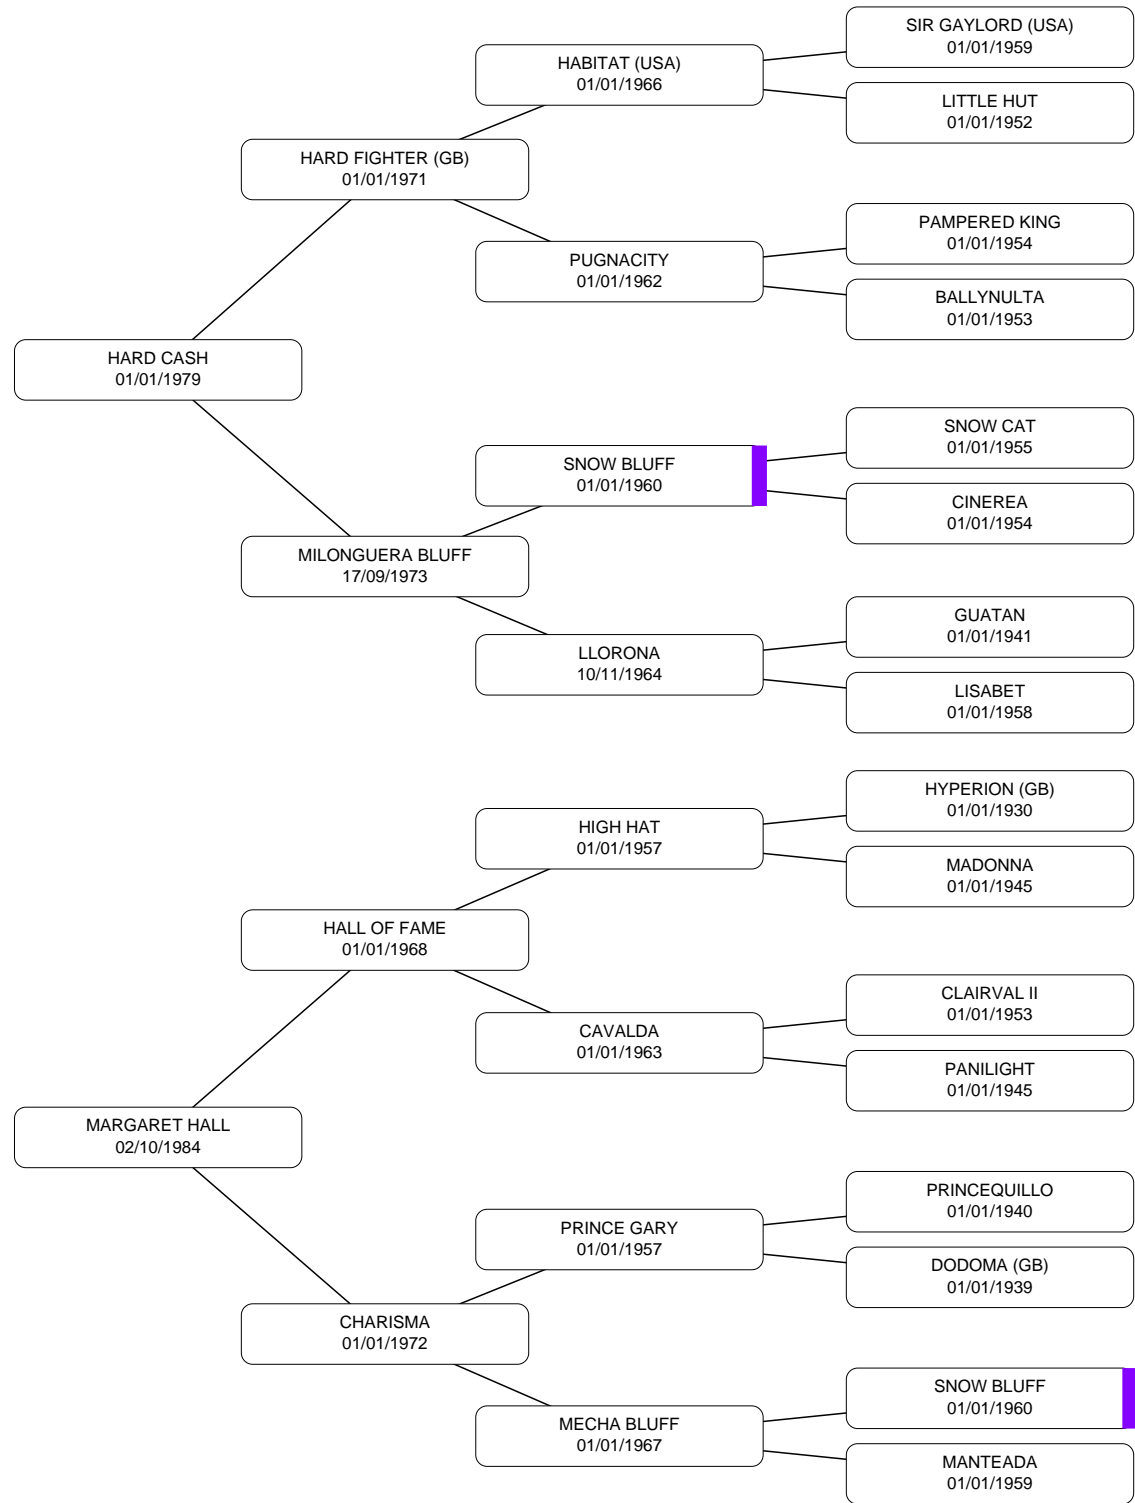 SIR GAYLORD (USA)
01/01/1959
HABITAT (USA)
01/01/1966
LITTLE HUT
01/01/1952
HARD FIGHTER (GB)
01/01/1971
PAMPERED KING
01/01/1954
PUGNACITY
01/01/1962
BALLYNULTA
01/01/1953
HARD CASH
01/01/1979
SNOW CAT
01/01/1955
SNOW BLUFF
01/01/1960
CINEREA
01/01/1954
MILONGUERA BLUFF
17/09/1973
GUATAN
01/01/1941
LLORONA
10/11/1964
LISABET
01/01/1958
HYPERION (GB)
01/01/1930
HIGH HAT
01/01/1957
MADONNA
01/01/1945
HALL OF FAME
01/01/1968
CLAIRVAL II
01/01/1953
CAVALDA
01/01/1963
PANILIGHT
01/01/1945
MARGARET HALL
02/10/1984
PRINCEQUILLO
01/01/1940
PRINCE GARY
01/01/1957
DODOMA (GB)
01/01/1939
CHARISMA
01/01/1972
SNOW BLUFF
01/01/1960
MECHA BLUFF
01/01/1967
MANTEADA
01/01/1959